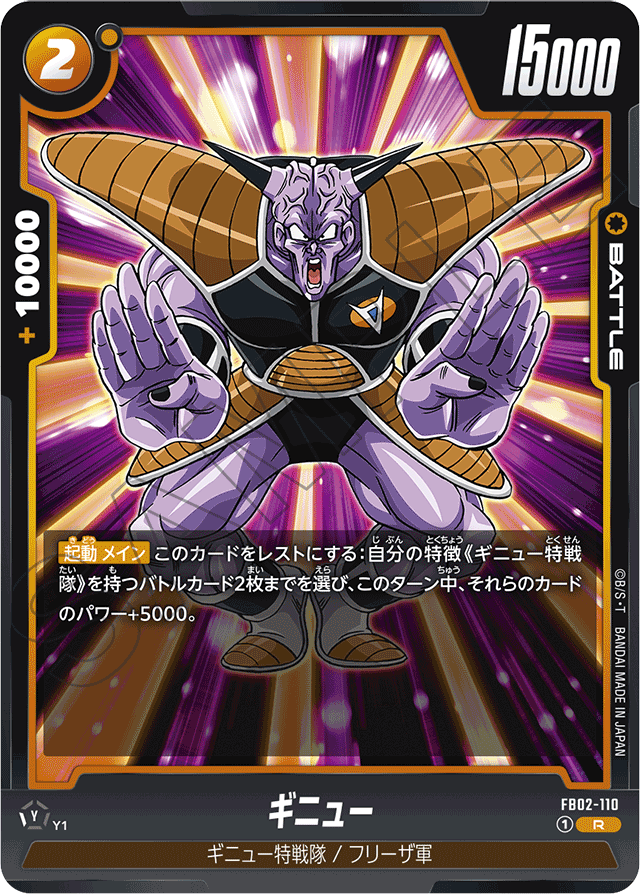 2
15000
+10000
BATTLE
起動メイン このカードをレストにする：自分の特徴《ギニュー特戦
隊》を持つバトルカード2枚までを選び、このターン中、それらのカード
のパワー+5000。
©B/S・T BANDAI MADE IN JAPAN
SAMPLE
Y Y1
ギニュー
FB02-110
1 R
ギニュー特戦隊 / フリーザ軍